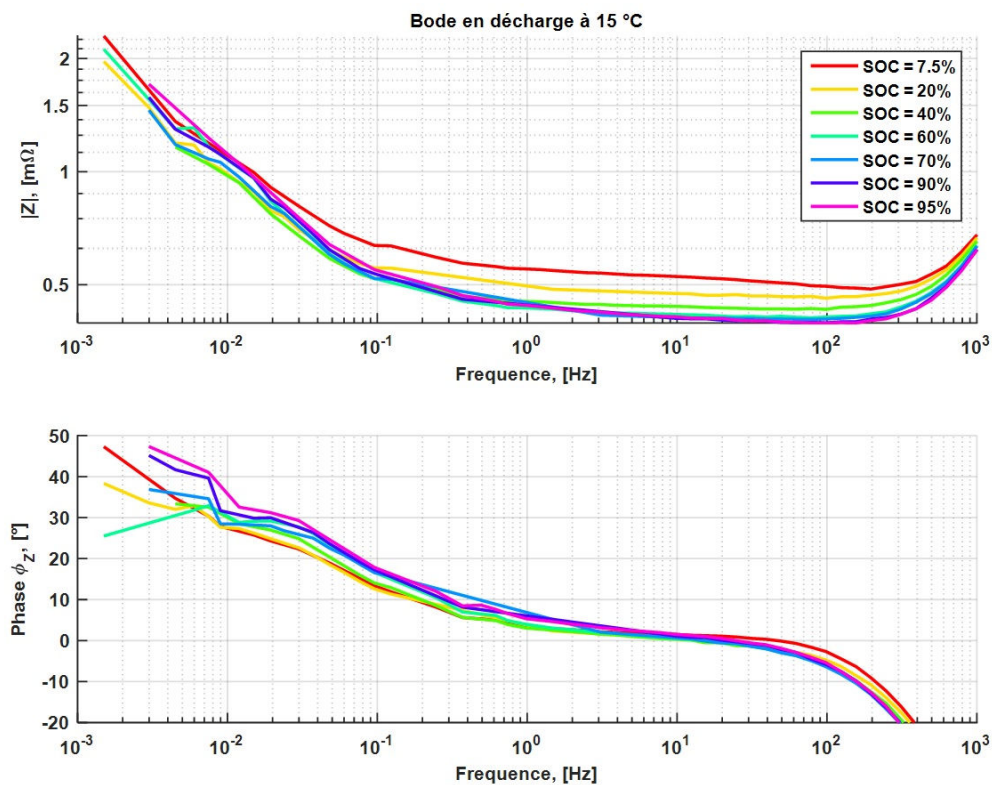 Bode en décharge à 15 ºC
|Z|, [mΩ]
2
1.5
1
0.5
SOC = 7.5%
SOC = 20%
SOC = 40%
SOC = 60%
SOC = 70%
SOC = 90%
SOC = 95%
10⁻³ 10⁻² 10⁻¹ 10⁰ 10¹ 10² 10³
Frequence, [Hz]
Phase ϕ_Z, [º]
50
40
30
20
10
0
-10
-20
10⁻³ 10⁻² 10⁻¹ 10⁰ 10¹ 10² 10³
Frequence, [Hz]